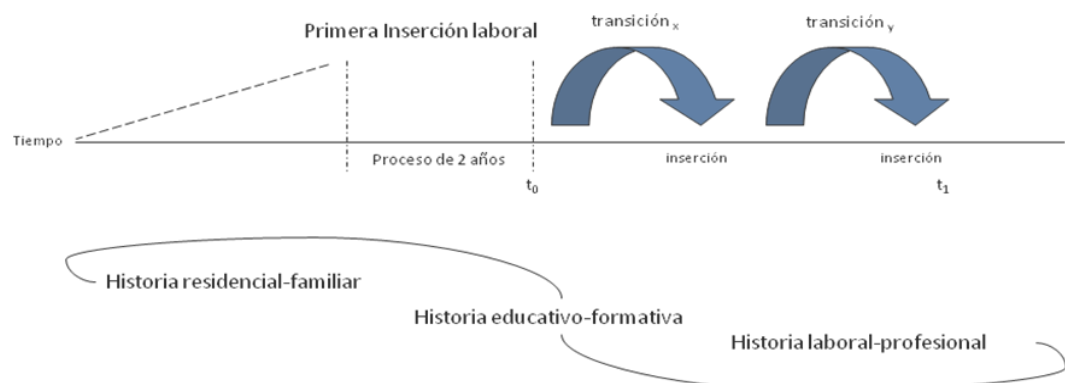 transición x
transición y
Primera Inserción laboral
Tiempo
Proceso de 2 años
inserción
inserción
t0
t1
Historia residencial-familiar
Historia educativo-formativa
Historia laboral-profesional